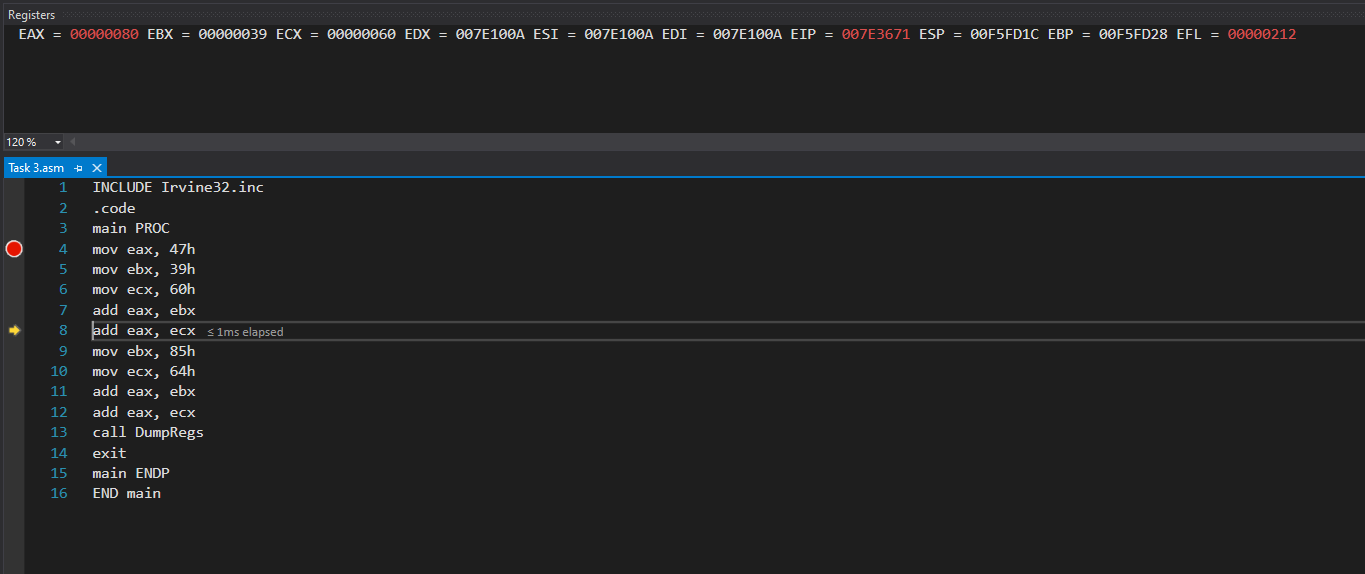 Registers
EAX = 00000080 EBX = 00000039 ECX = 00000060 EDX = 007E100A ESI = 007E100A EDI = 007E100A EIP = 007E3671 ESP = 00F5FD1C EBP = 00F5FD28 EFL = 00000212
120 %
Task 3.asm
1 INCLUDE Irvine32.inc
2 .code
3 main PROC
4 mov eax, 47h
5 mov ebx, 39h
6 mov ecx, 60h
7 add eax, ebx
8 add eax, ecx ≤ 1ms elapsed
9 mov ebx, 85h
10 mov ecx, 64h
11 add eax, ebx
12 add eax, ecx
13 call DumpRegs
14 exit
15 main ENDP
16 END main